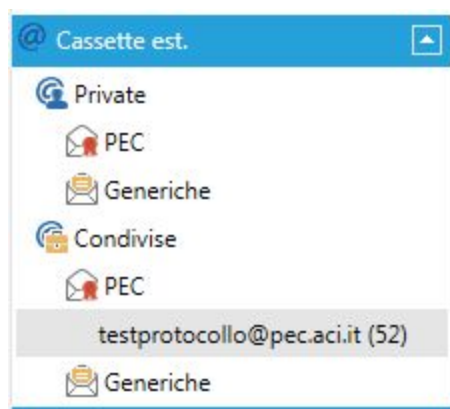 Cassette est.
Private
PEC
Generiche
Condivise
PEC
testprotocollo@pec.aci.it (52)
Generiche